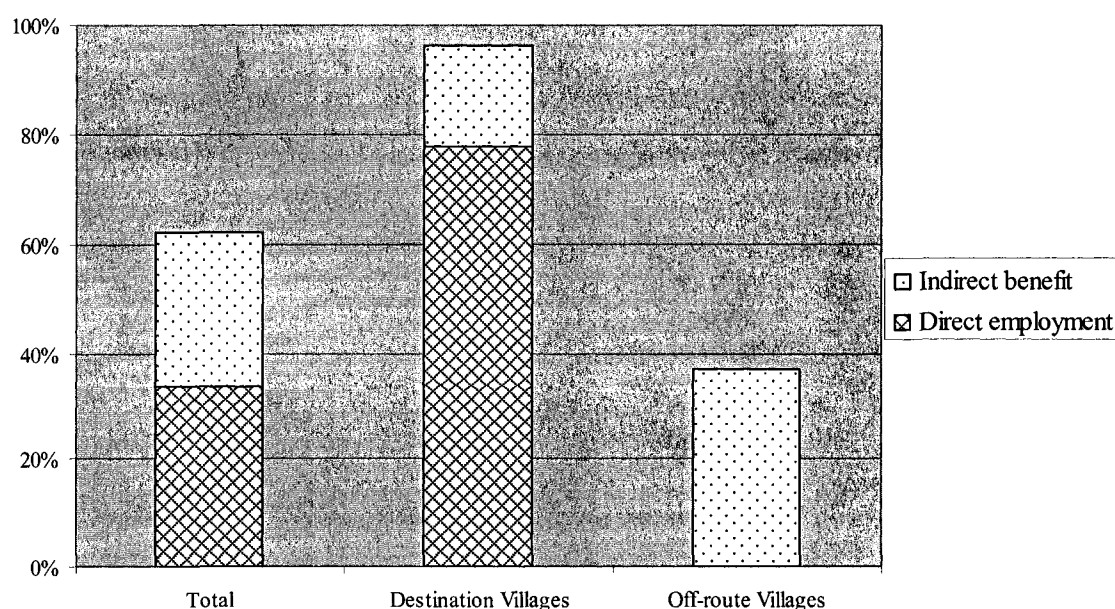 100%
80%
60%
40%
20%
0%
Total
Destination Villages
Off-route Villages
Indirect benefit
Direct employment